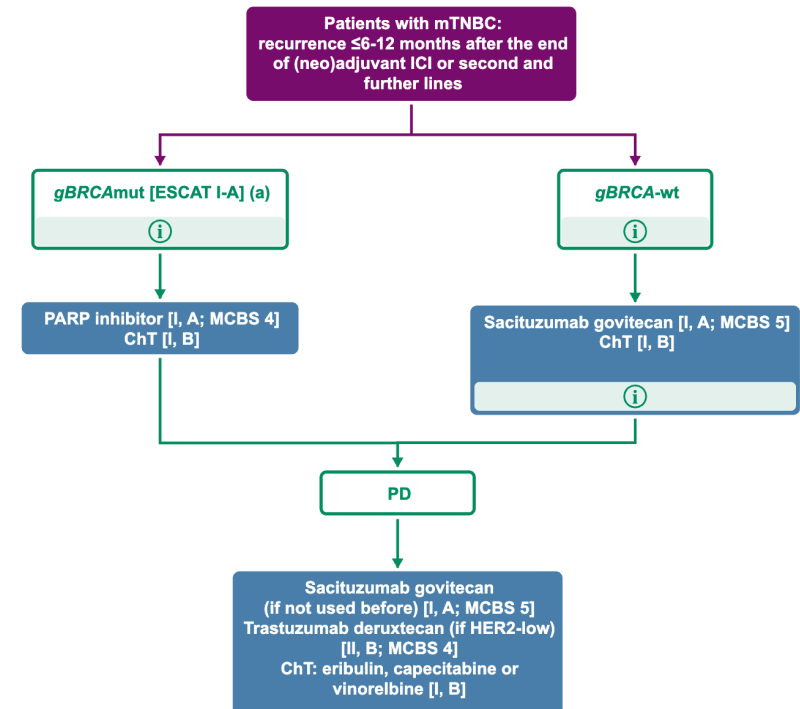 Patients with mTNBC:
recurrence ≤6-12 months after the end
of (neo)adjuvant ICI or second and
further lines
gBRCAmut [ESCAT I-A] (a)
i
gBRCA-wt
i
PARP inhibitor [I, A; MCBS 4]
ChT [I, B]
Sacituzumab govitecan [I, A; MCBS 5]
ChT [I, B]
i
PD
Sacituzumab govitecan
(if not used before) [I, A; MCBS 5]
Trastuzumab deruxtecan (if HER2-low)
[II, B; MCBS 4]
ChT: eribulin, capecitabine or
vinorelbine [I, B]